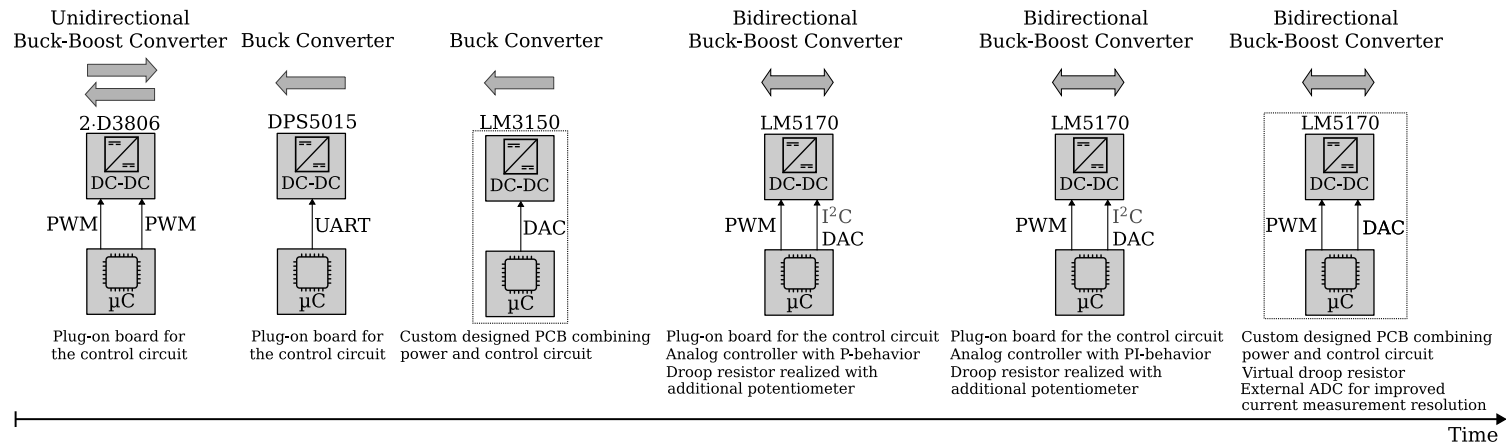 Unidirectional
Buck-Boost Converter
2·D3806
DC-DC
PWM
PWM
µC
Plug-on board for
the control circuit
Buck Converter
DPS5015
DC-DC
UART
µC
Plug-on board for
the control circuit
Buck Converter
LM3150
DC-DC
DAC
µC
Custom designed PCB combining
power and control circuit
Bidirectional
Buck-Boost Converter
LM5170
DC-DC
PWM
I²C
DAC
µC
Plug-on board for the control circuit
Analog controller with P-behavior
Droop resistor realized with
additional potentiometer
Bidirectional
Buck-Boost Converter
LM5170
DC-DC
PWM
I²C
DAC
µC
Plug-on board for the control circuit
Analog controller with PI-behavior
Droop resistor realized with
additional potentiometer
Bidirectional
Buck-Boost Converter
LM5170
DC-DC
PWM
DAC
µC
Custom designed PCB combining
power and control circuit
Virtual droop resistor
External ADC for improved
current measurement resolution
Time